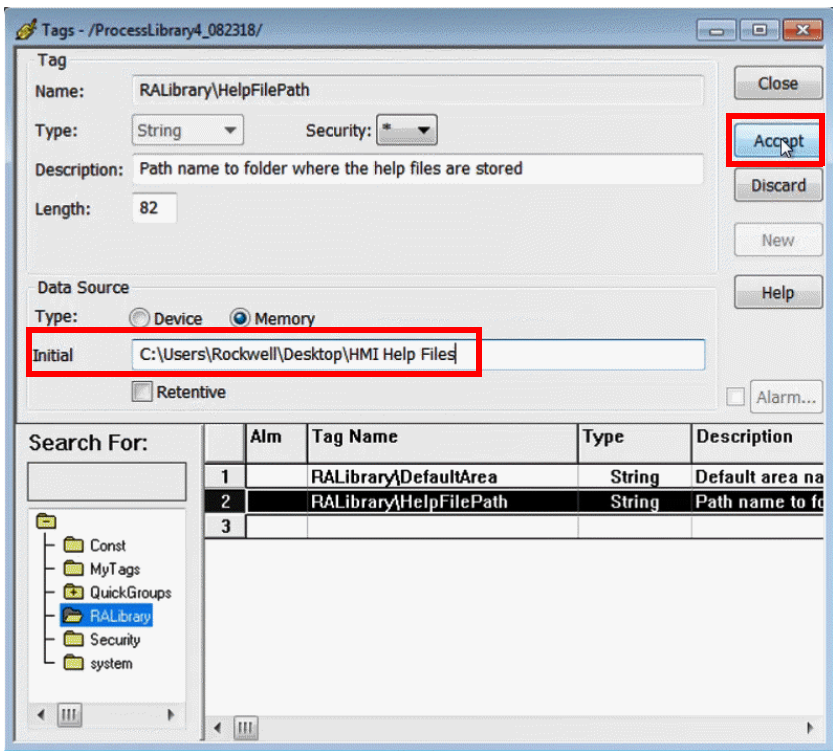 Tags - /ProcessLibrary4_082318/
Tag
Name: RALibrary\HelpFilePath
Close
Type: String Security: *
Accept
Description: Path name to folder where the help files are stored
Discard
Length: 82
New
Data Source
Help
Type: Device Memory
Initial C:\Users\Rockwell\Desktop\HMI Help Files
Retentive
Alarm...
Search For:
Alm Tag Name Type Description
1 RALibrary\DefaultArea String Default area na
2 RALibrary\HelpFilePath String Path name to fo
3
Const
MyTags
QuickGroups
RALibrary
Security
system